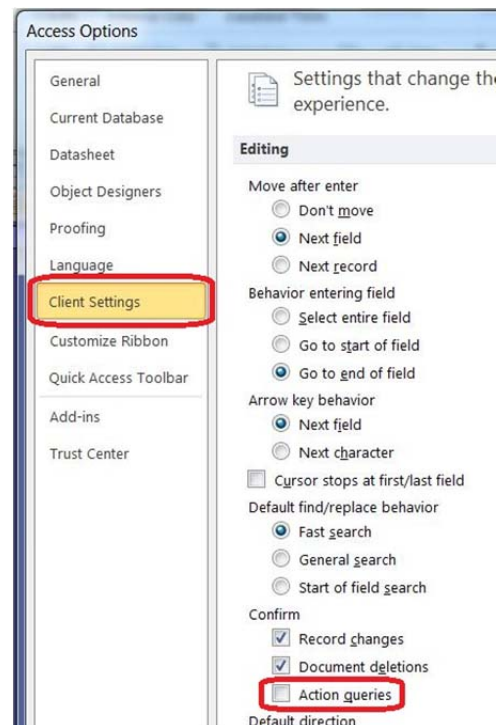 Access Options
General
Current Database
Datasheet
Object Designers
Proofing
Language
Client Settings
Customize Ribbon
Quick Access Toolbar
Add-ins
Trust Center
Settings that change the
experience.
Editing
Move after enter
Don't move
Next field
Next record
Behavior entering field
Select entire field
Go to start of field
Go to end of field
Arrow key behavior
Next field
Next character
Cursor stops at first/last field
Default find/replace behavior
Fast search
General search
Start of field search
Confirm
Record changes
Document deletions
Action queries
Default direction